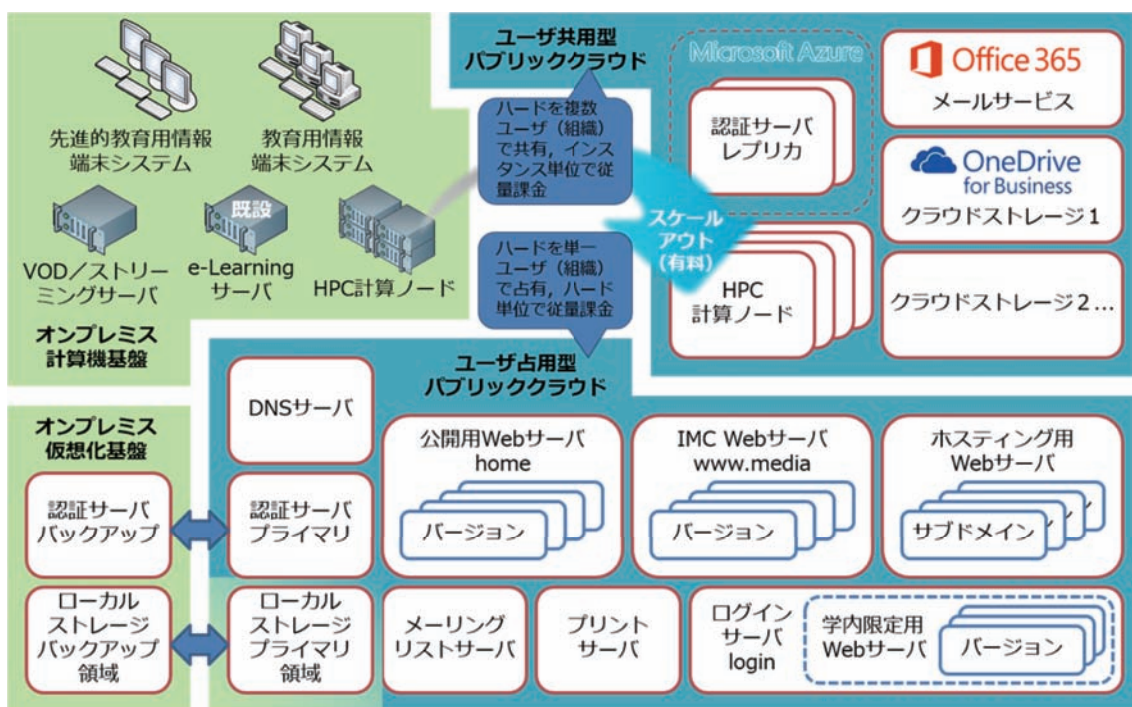 ユーザ共用型
パブリッククラウド
Microsoft Azure
Office 365
メールサービス
先進的教育用情報
端末システム
教育用情報
端末システム
ハードを複数
ユーザ（組織）
で共有，インス
タンス単位で従
量課金
認証サーバ
レプリカ
OneDrive
for Business
クラウドストレージ1
既設
VOD／ストリー
ミングサーバ
e-Learning
サーバ
HPC計算ノード
スケール
アウト
（有料）
ハードを単一
ユーザ（組織）
で占有，ハード
単位で従量課金
HPC
計算ノード
クラウドストレージ2...
オンプレミス
計算機基盤
ユーザ占用型
パブリッククラウド
オンプレミス
仮想化基盤
DNSサーバ
公開用Webサーバ
home
バージョン
IMC Webサーバ
www.media
バージョン
ホスティング用
Webサーバ
サブドメイン
ン
ン
認証サーバ
バックアップ
認証サーバ
プライマリ
ローカル
ストレージ
バックアップ
領域
ローカル
ストレージ
プライマリ
領域
メーリング
リストサーバ
プリント
サーバ
ログイン
サーバ
login
学内限定用
Webサーバ
バージョン